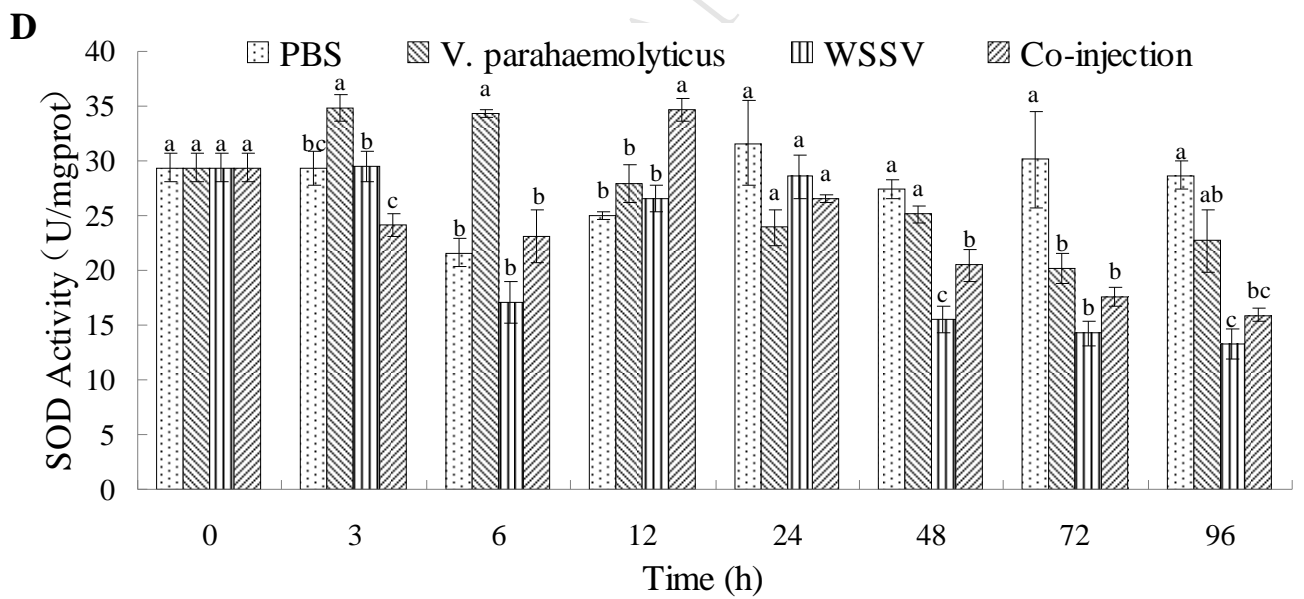 D
40
35
30
25
20
15
10
5
0
SOD Activity (U/mgprot)
PBS V. parahaemolyticus WSSV Co-injection
a a a a
bc a b c
b a b b
b b b a
a a a a
a a c b
a b b b
a ab c bc
0 3 6 12 24 48 72 96
Time (h)